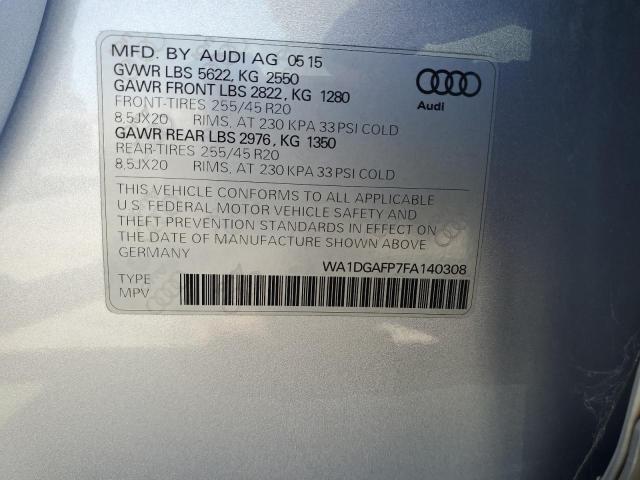 MFD. BY AUDI AG 05 15
GVWR LBS 5622, KG 2550
GAWR FRONT LBS 2822, KG 1280
FRONT-TIRES 255/45 R20
8,5JX20 RIMS, AT 230 KPA 33 PSI COLD
GAWR REAR LBS 2976, KG 1350
REAR-TIRES 255/45 R20
8,5JX20 RIMS, AT 230 KPA 33 PSI COLD
Audi
THIS VEHICLE CONFORMS TO ALL APPLICABLE
U.S. FEDERAL MOTOR VEHICLE SAFETY AND
THEFT PREVENTION STANDARDS IN EFFECT ON
THE DATE OF MANUFACTURE SHOWN ABOVE
GERMANY
WA1DGAFP7FA140308
TYPE
MPV